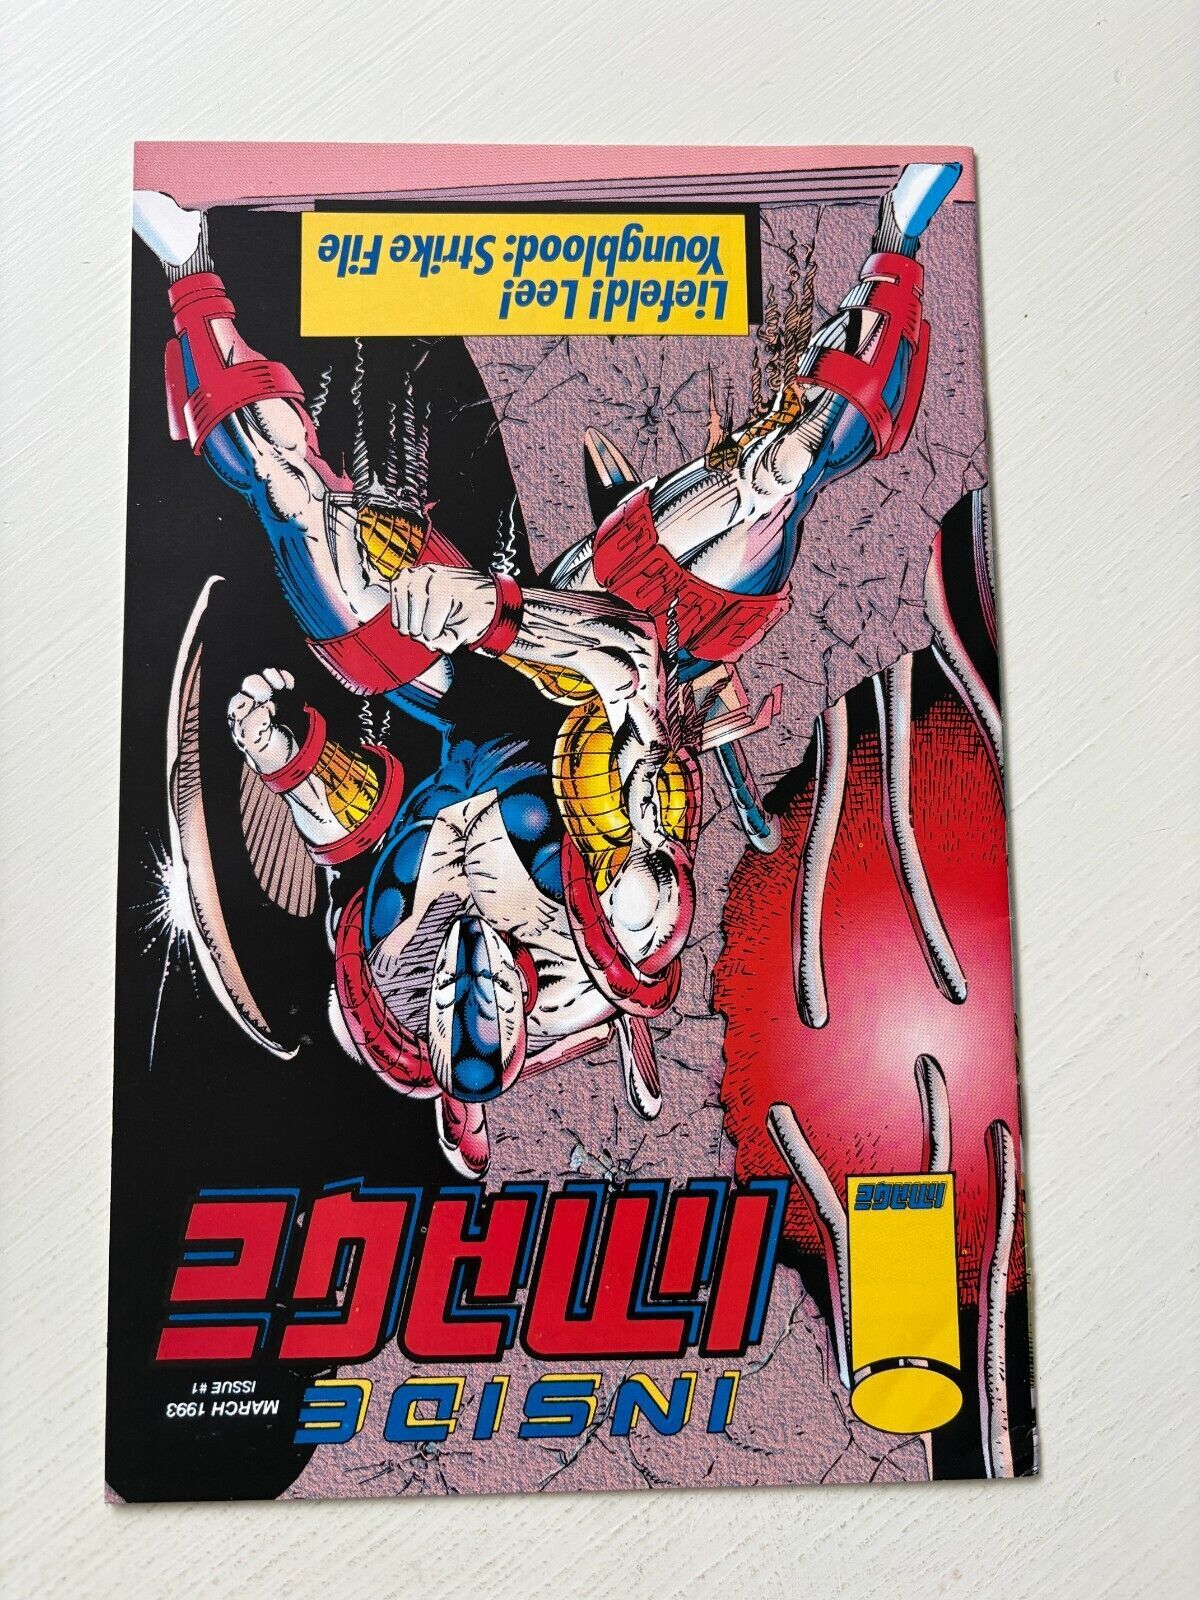 INSIDE
IMAGE
MARCH 1993
ISSUE #1
IMAGE
Liefeld! Lee!
Youngblood: Strike File